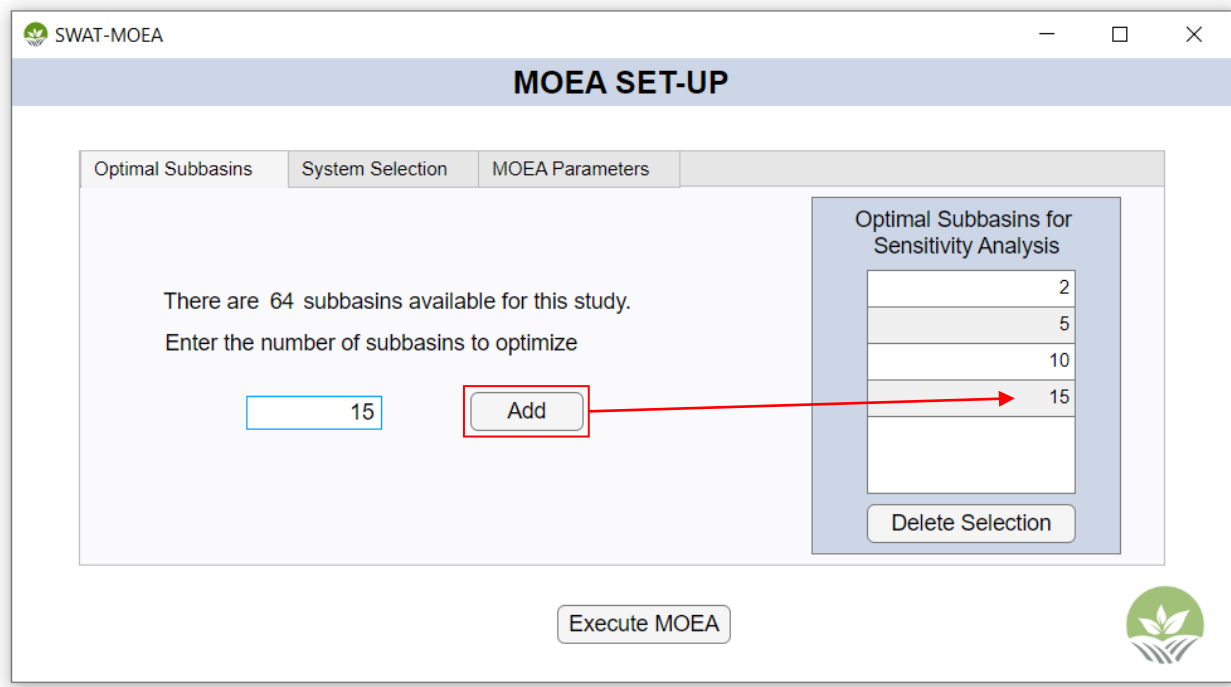 SWAT-MOEA
MOEA SET-UP
Optimal Subbasins
System Selection
MOEA Parameters
There are 64 subbasins available for this study.
Enter the number of subbasins to optimize
15
Add
Optimal Subbasins for
Sensitivity Analysis
2
5
10
15
Delete Selection
Execute MOEA